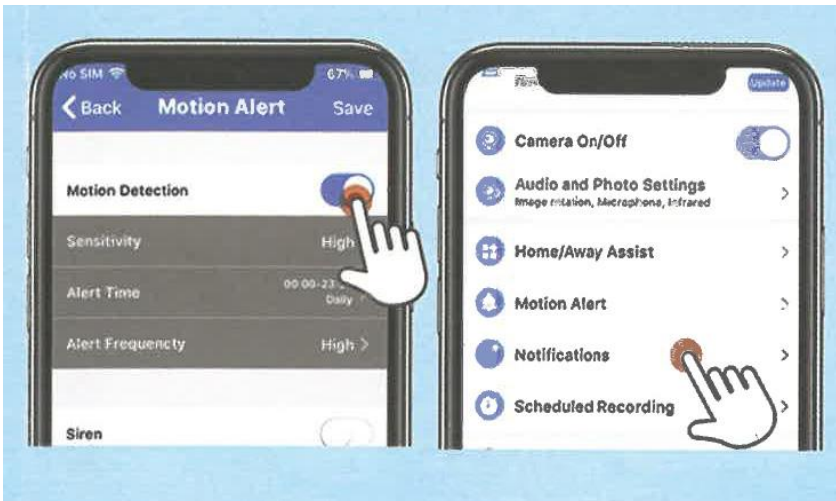 No SIM
67%
Back
Motion Alert
Save
Motion Detection
Sensitivity
High
Alert Time
Daily
Alert Frequencty
High
Siren
Update
Camera On/Off
Audio and Photo Settings
Image rotation, Microphone, Infrared
Home/Away Assist
Motion Alert
Notifications
Scheduled Recording